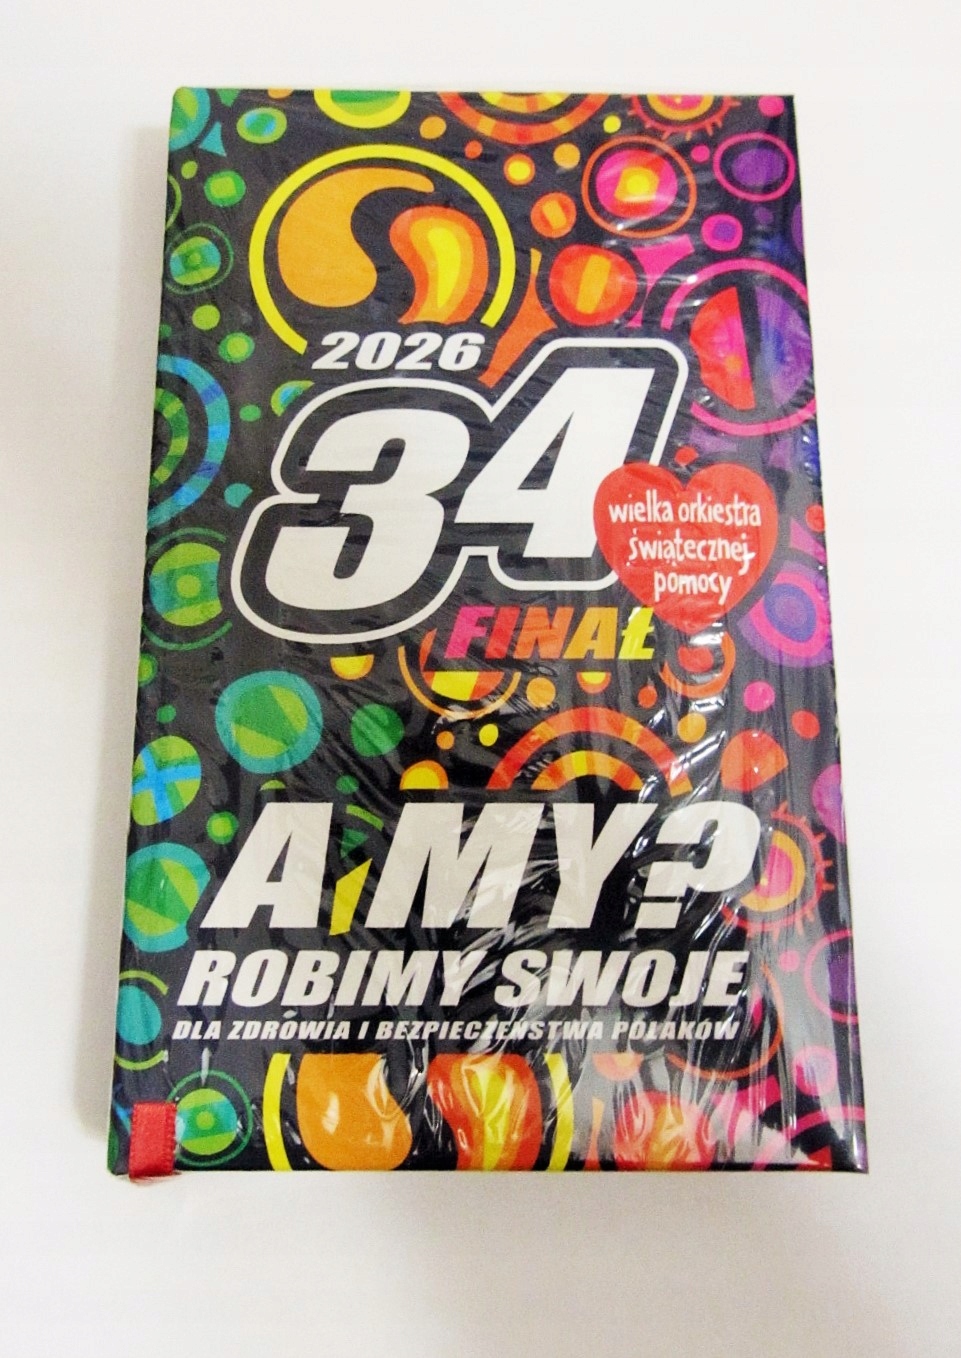 2026
34
wielka orkiestra
świątecznej
pomocy
FINAŁ
A MY?
ROBIMY SWOJE
DLA ZDROWIA I BEZPIECZEŃSTWA POLAKÓW